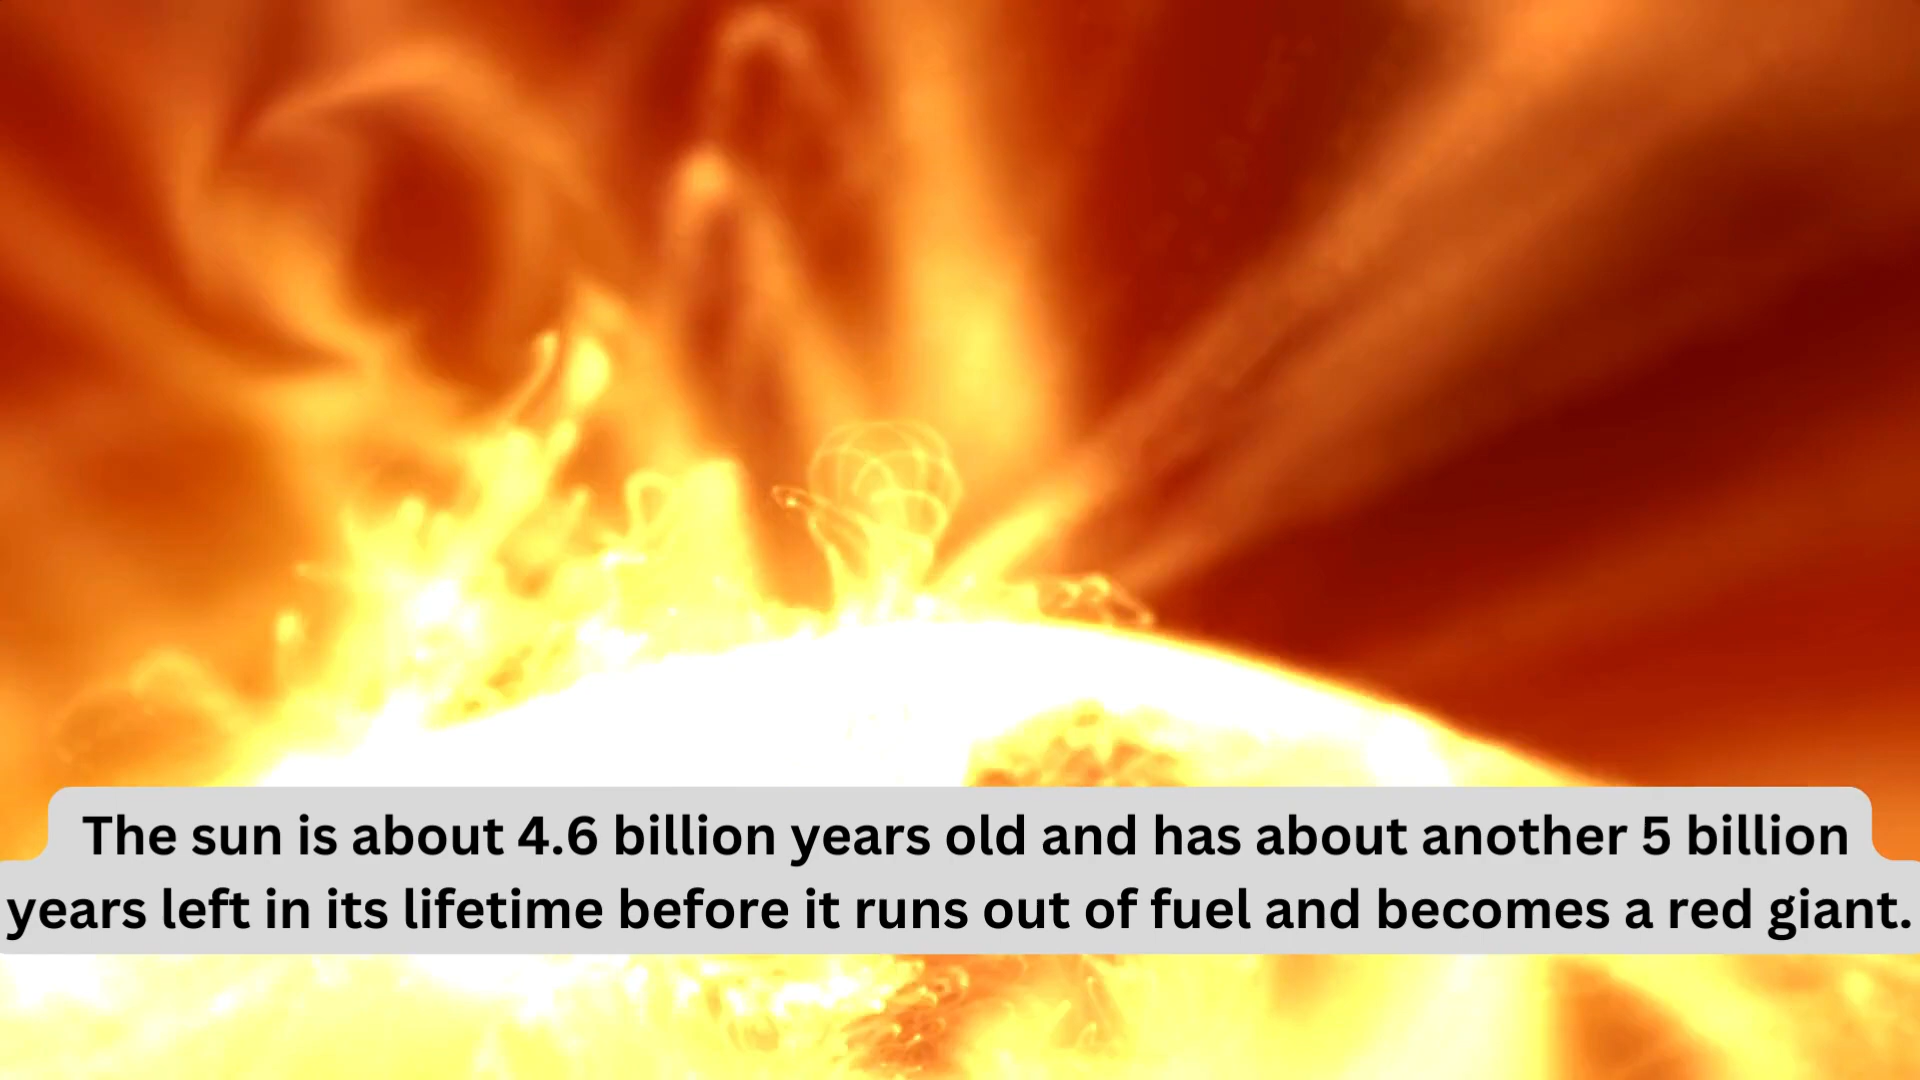 The sun is about 4.6 billion years old and has about another 5 billion
years left in its lifetime before it runs out of fuel and becomes a red giant.